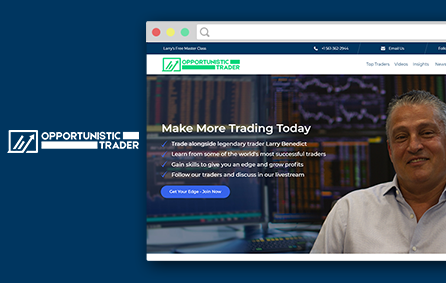 OPPORTUNISTIC
TRADER
Larry's Free Master Class
+1 561-362-2944
Email Us
Follo
OPPORTUNISTIC
TRADER
Top Traders
Videos
Insights
News
Make More Trading Today
Trade alongside legendary trader Larry Benedict
Learn from some of the world's most successful traders
Gain skills to give you an edge and grow profits
Follow our traders and discuss in our livestream
Get Your Edge - Join Now